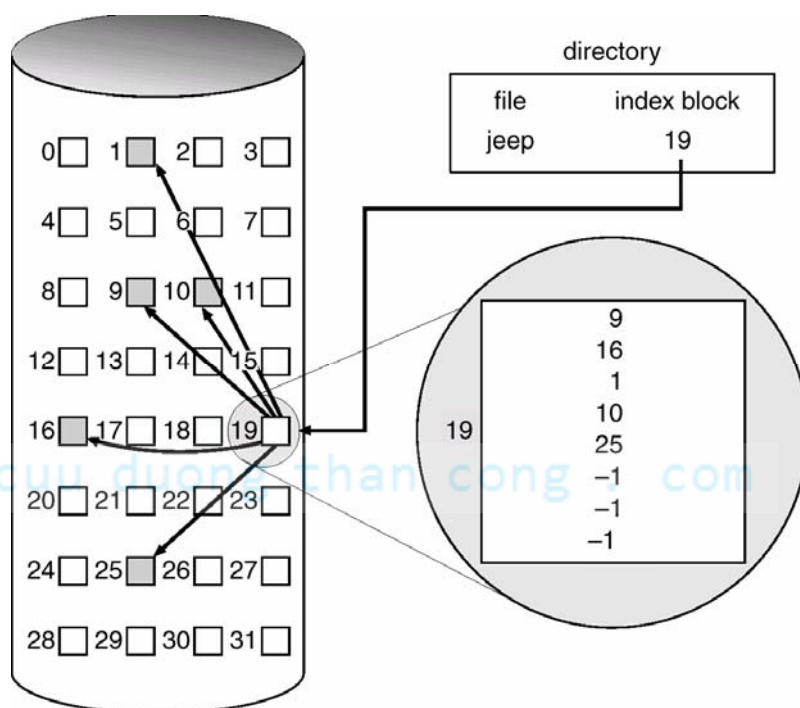 directory
file index block
jeep 19
0 1 2 3
4 5 6 7
8 9 10 11
12 13 14 15
16 17 18 19
20 21 22 23
24 25 26 27
28 29 30 31
19
9
16
1
10
25
–1
–1
–1
cuu duong than cong . com